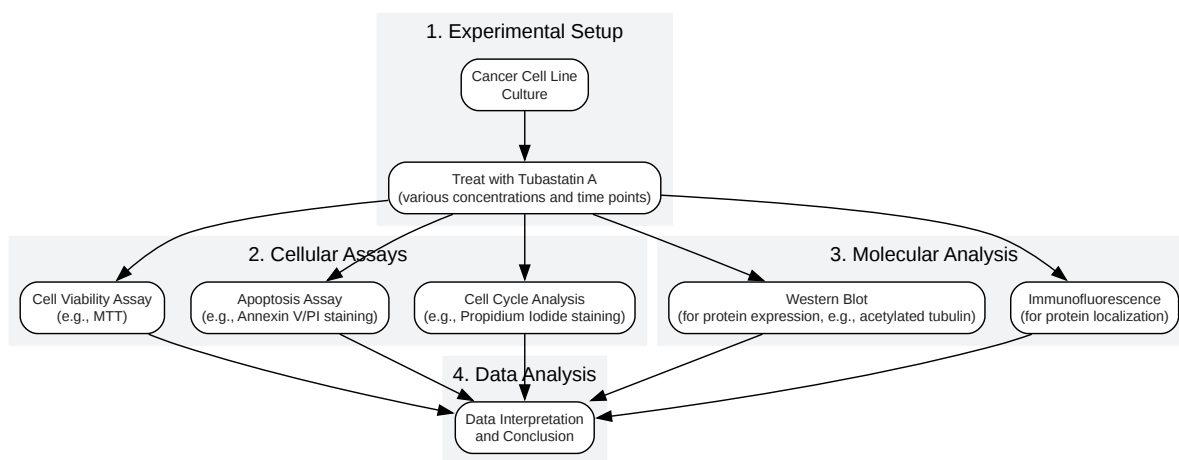 1. Experimental Setup
Cancer Cell Line
Culture
Treat with Tubastatin A
(various concentrations and time points)
2. Cellular Assays
3. Molecular Analysis
Cell Viability Assay
(e.g., MTT)
Apoptosis Assay
(e.g., Annexin V/PI staining)
Cell Cycle Analysis
(e.g., Propidium Iodide staining)
Western Blot
(for protein expression, e.g., acetylated tubulin)
Immunofluorescence
(for protein localization)
4. Data Analysis
Data Interpretation
and Conclusion